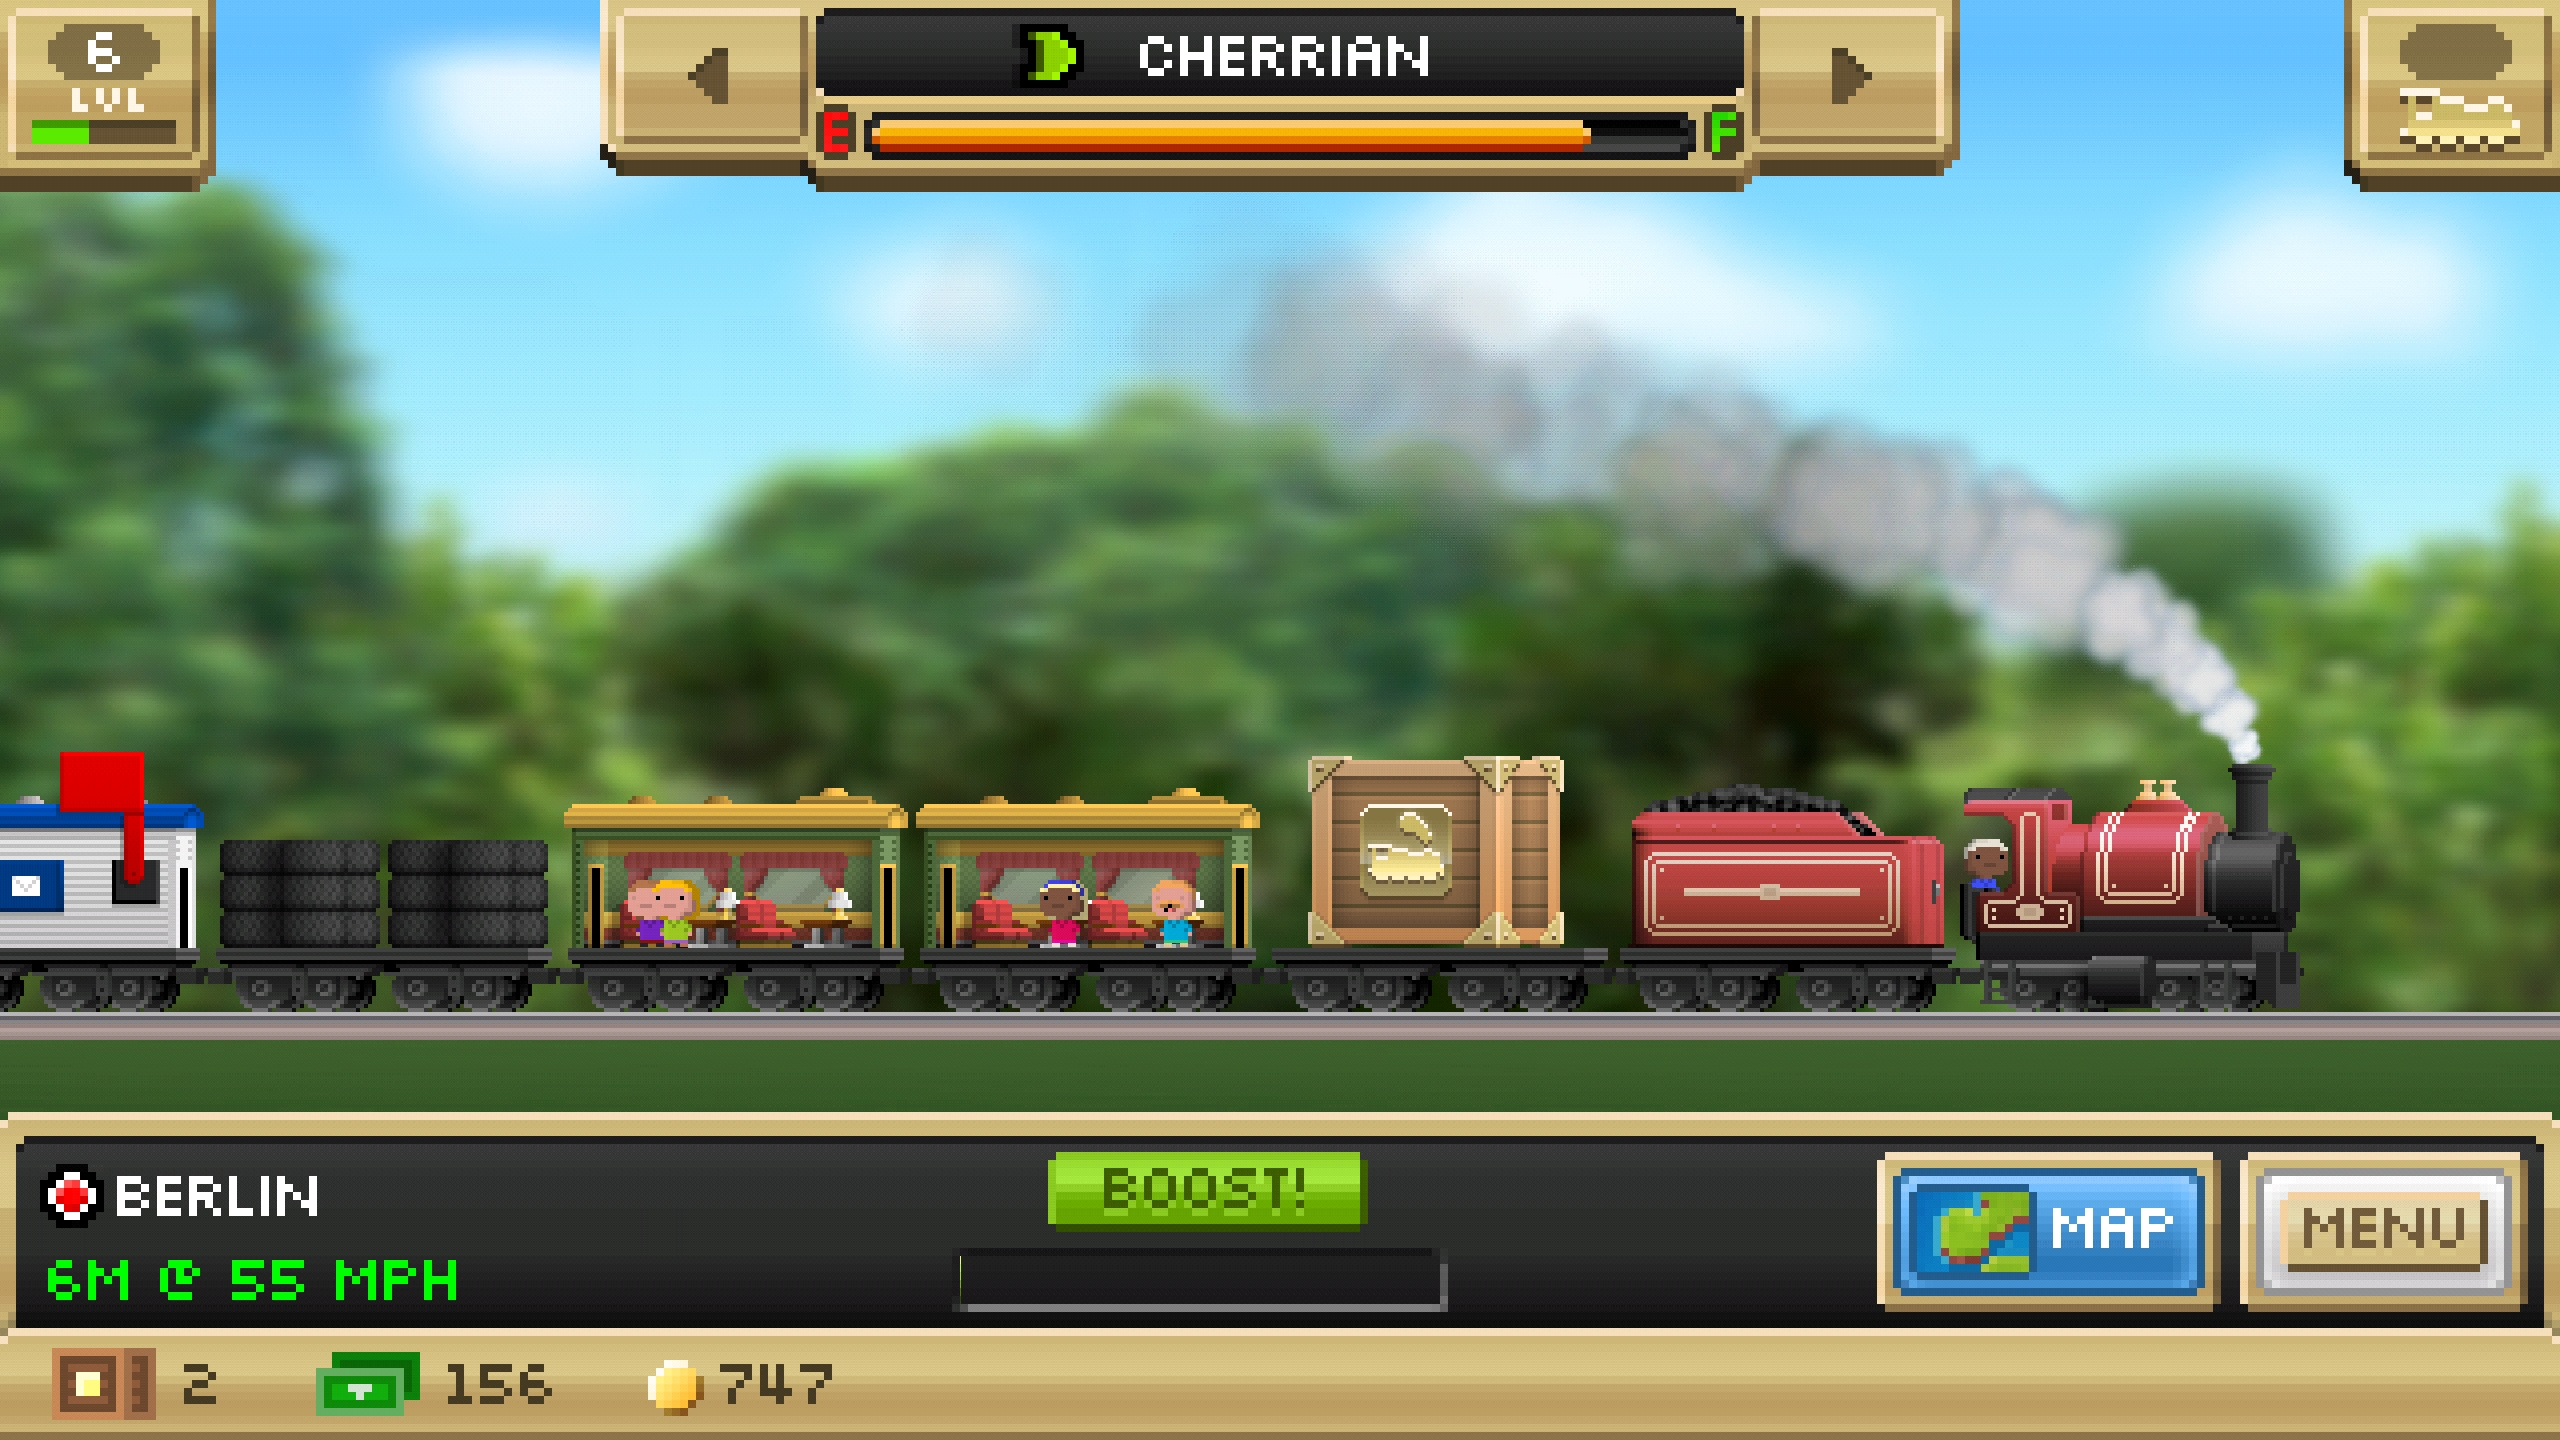 6
LVL
CHERRIAN
E F
BERLIN
BOOST!
6M @ 55 MPH
MAP
MENU
2 156 747